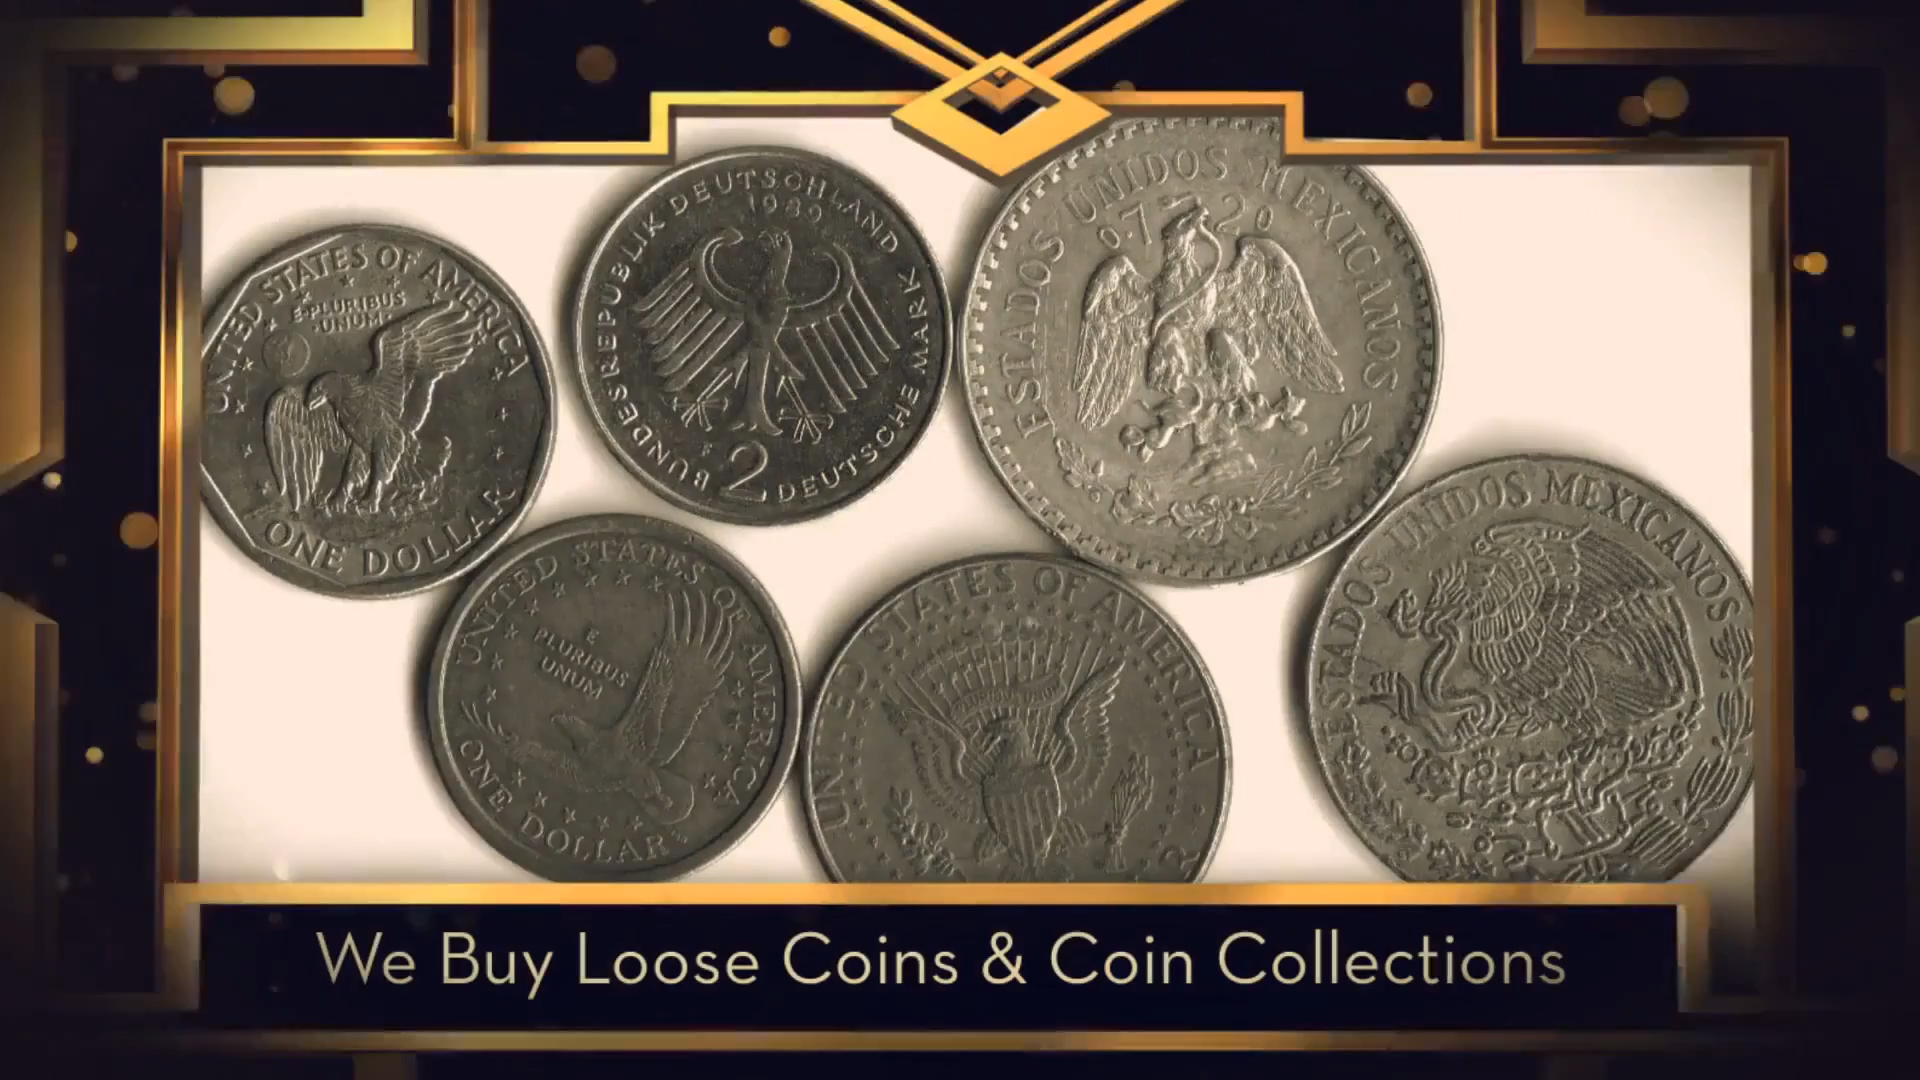 UNITED STATES OF AMERICA
E·PLURIBUS
·UNUM·
ONE DOLLAR
BUNDESREPUBLIK DEUTSCHLAND
1989
2
DEUTSCHE MARK
ESTADOS UNIDOS MEXICANOS
0.720
UNITED STATES OF AMERICA
E
PLURIBUS
UNUM
ONE DOLLAR
STATES OF AMERICA
ESTADOS UNIDOS MEXICANOS
We Buy Loose Coins & Coin Collections